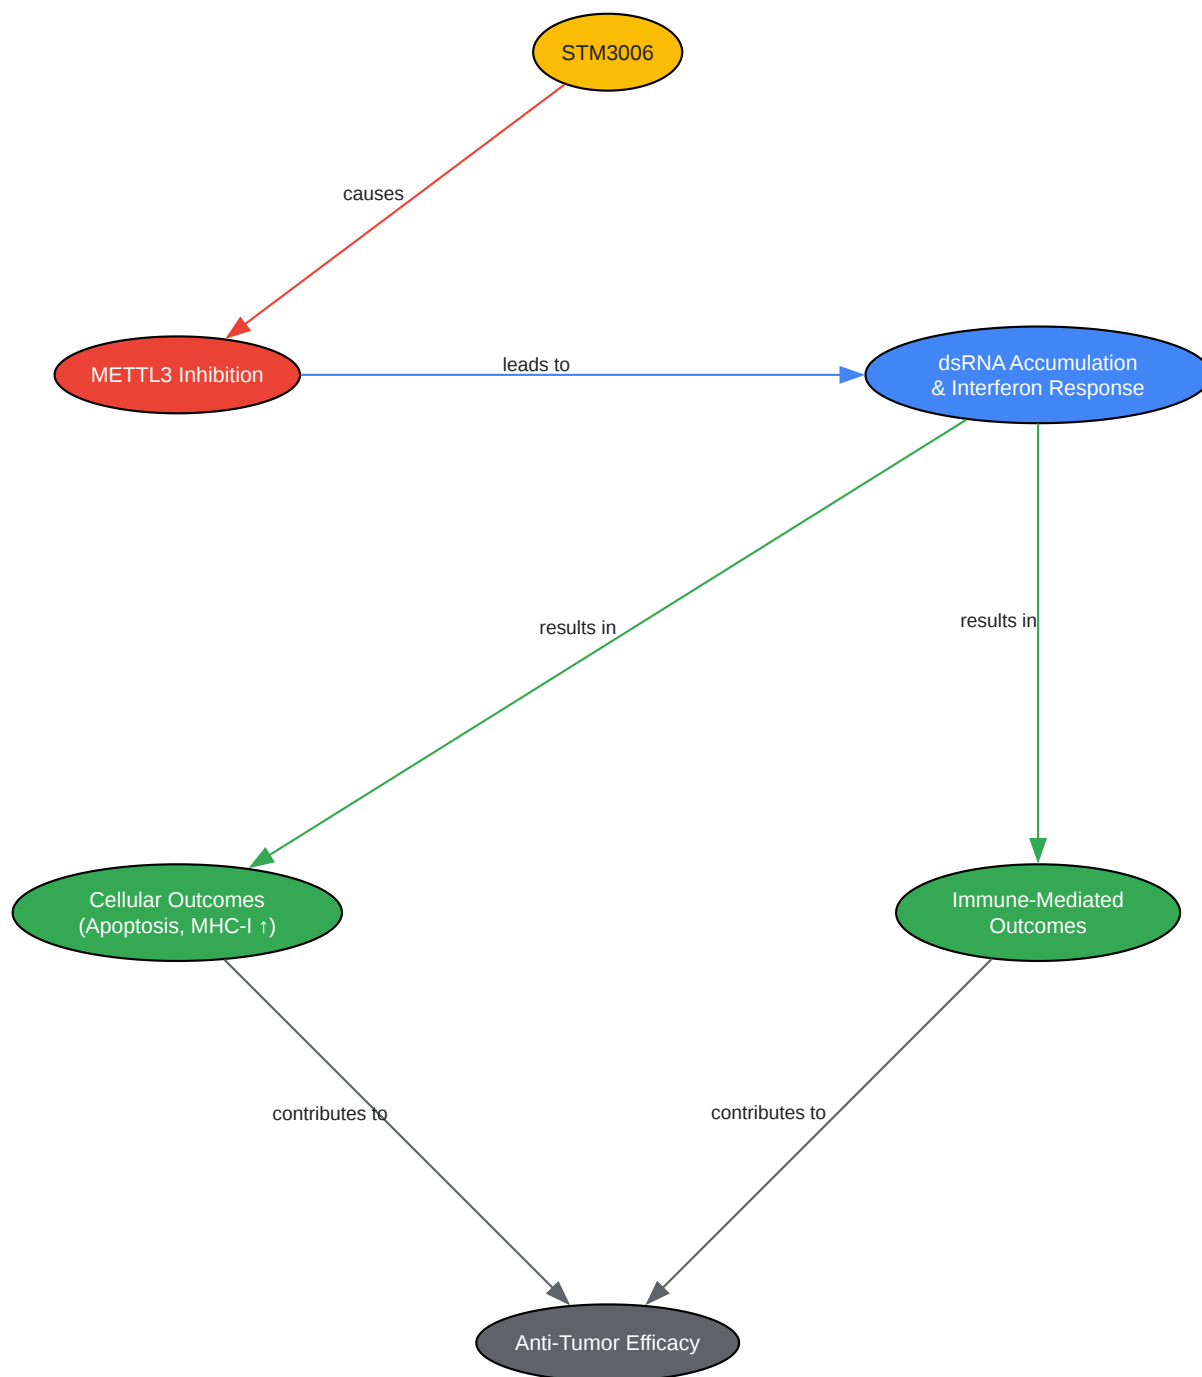 STM3006
causes
METTL3 Inhibition
leads to
dsRNA Accumulation
& Interferon Response
results in
results in
Cellular Outcomes
(Apoptosis, MHC-I ↑)
Immune-Mediated
Outcomes
contributes to
contributes to
Anti-Tumor Efficacy